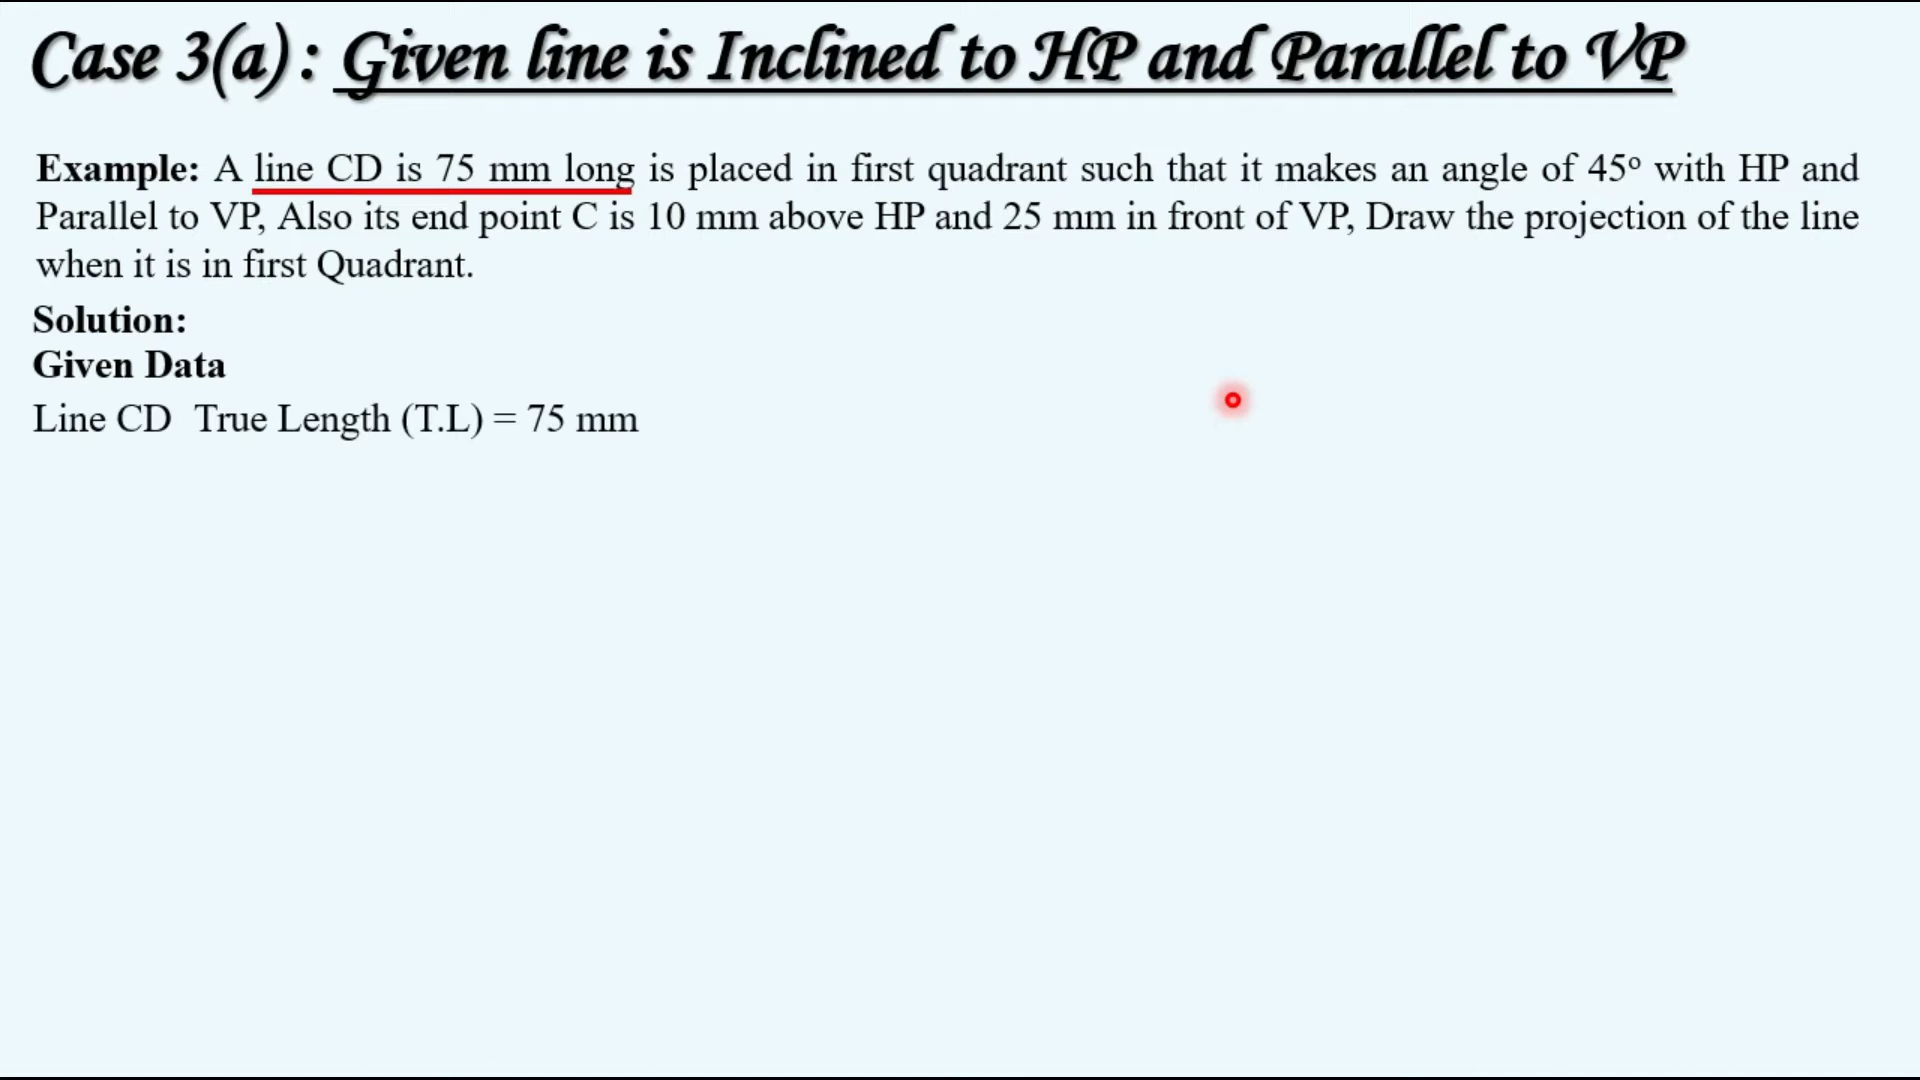 Case 3(a) : Given line is Inclined to HP and Parallel to VP
Example: A line CD is 75 mm long is placed in first quadrant such that it makes an angle of 45º with HP and
Parallel to VP, Also its end point C is 10 mm above HP and 25 mm in front of VP, Draw the projection of the line
when it is in first Quadrant.
Solution:
Given Data
Line CD True Length (T.L) = 75 mm